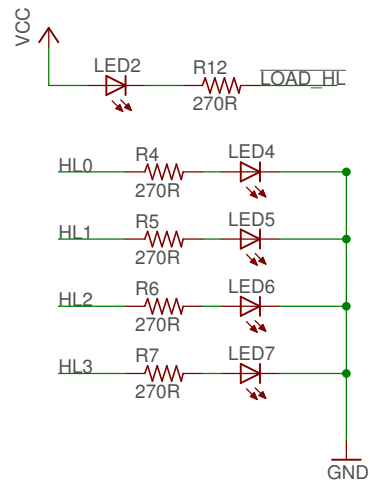 VCC
LED2
R12
270R
LOAD_HL
HL0
R4
270R
LED4
HL1
R5
270R
LED5
HL2
R6
270R
LED6
HL3
R7
270R
LED7
GND